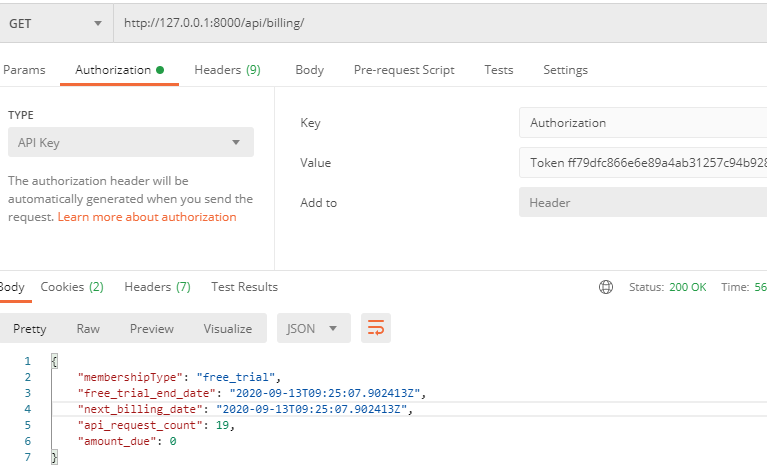 GET http://127.0.0.1:8000/api/billing/
Params Authorization Headers (9) Body Pre-request Script Tests Settings
TYPE
API Key
The authorization header will be
automatically generated when you send the
request. Learn more about authorization
Key Authorization
Value Token ff79dfc866e6e89a4ab31257c94b928
Add to Header
Body Cookies (2) Headers (7) Test Results Status: 200 OK Time: 56
Pretty Raw Preview Visualize JSON
1 {
2 "membershipType": "free_trial",
3 "free_trial_end_date": "2020-09-13T09:25:07.902413Z",
4 "next_billing_date": "2020-09-13T09:25:07.902413Z",
5 "api_request_count": 19,
6 "amount_due": 0
7 }